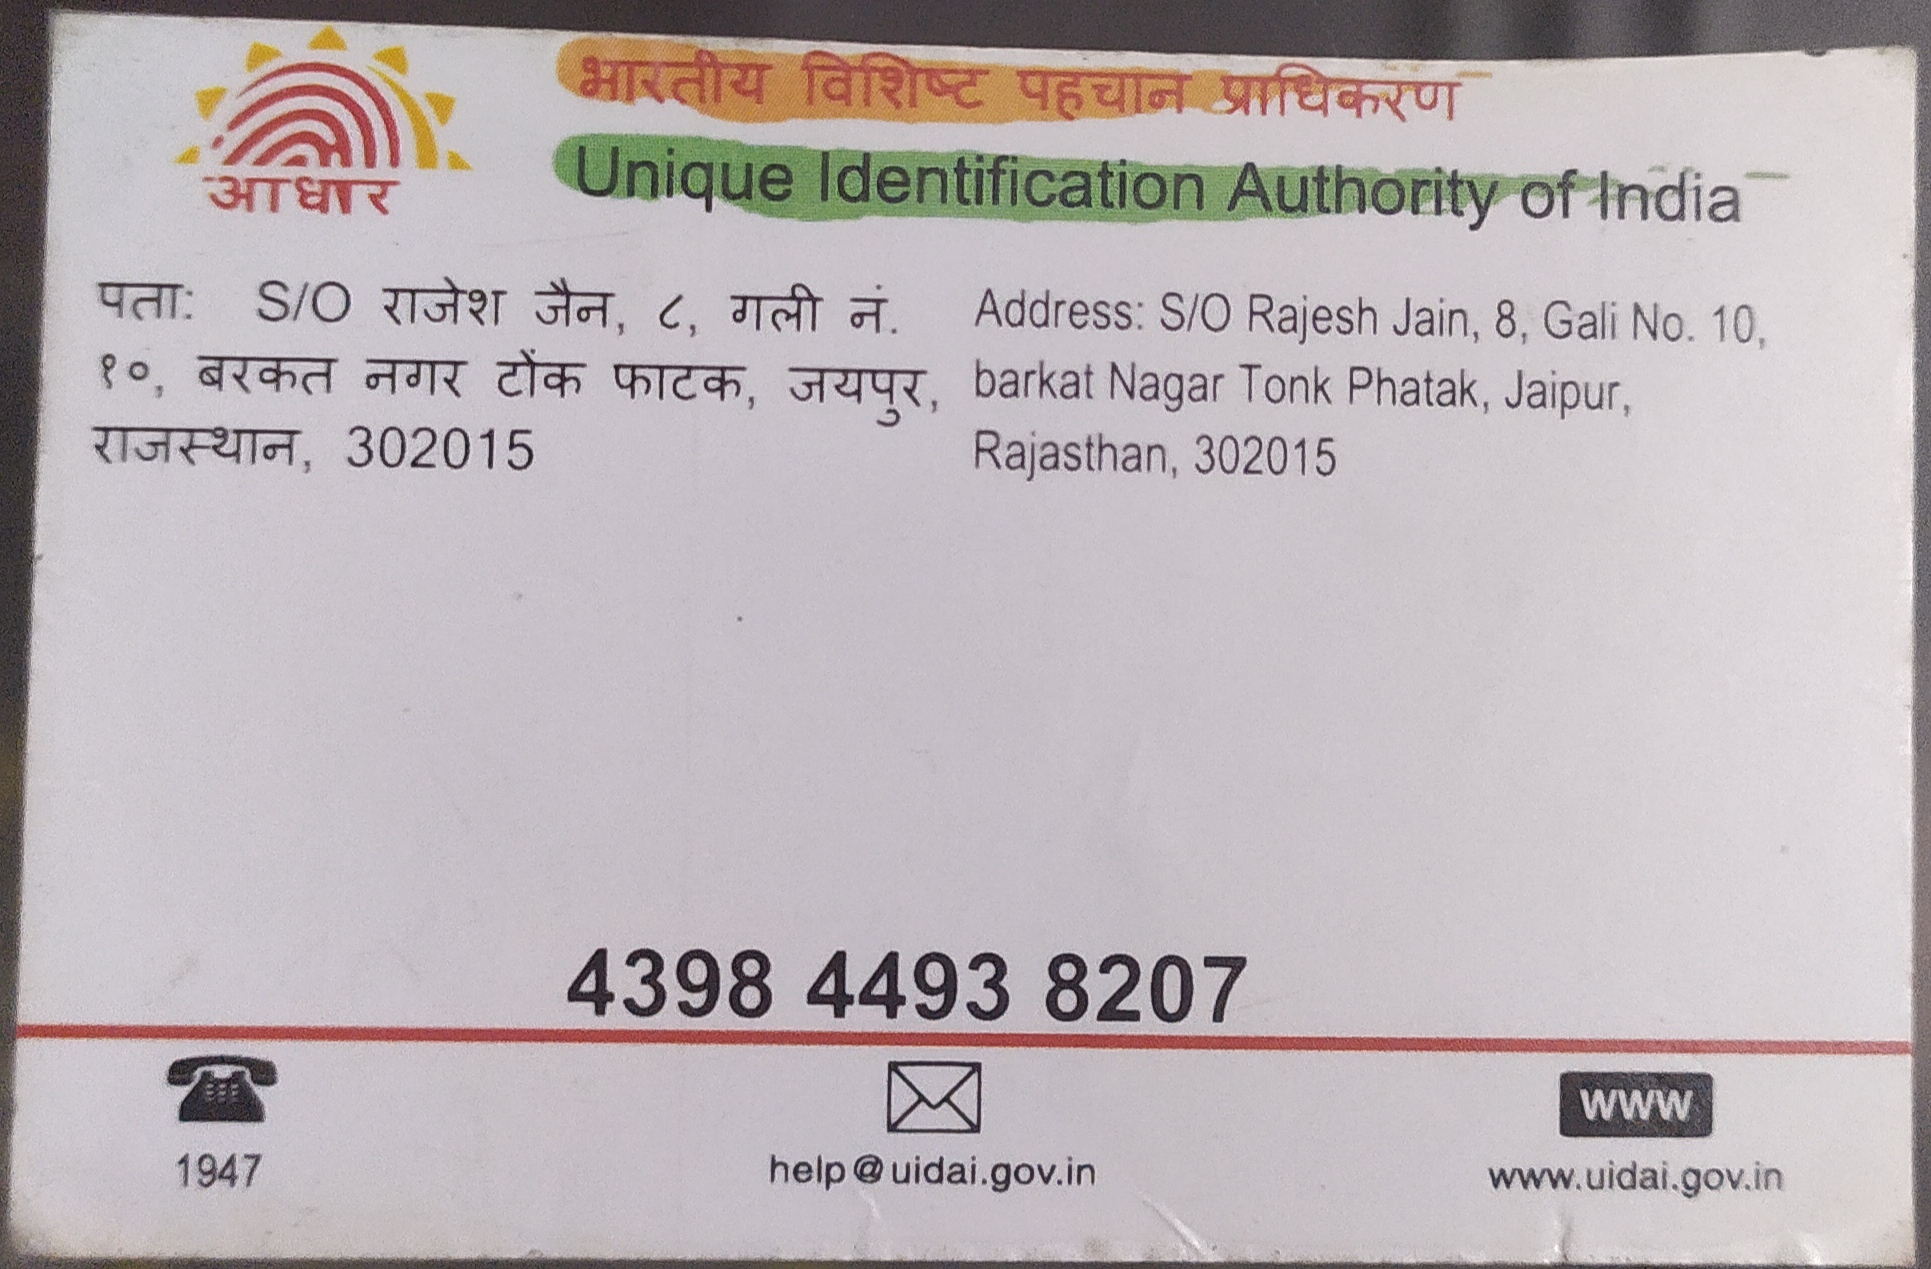 आधार
भारतीय विशिष्ट पहचान प्राधिकरण
Unique Identification Authority of India
पता: S/O राजेश जैन, ८, गली नं.
१०, बरकत नगर टोंक फाटक, जयपुर,
राजस्थान, 302015
Address: S/O Rajesh Jain, 8, Gali No. 10,
barkat Nagar Tonk Phatak, Jaipur,
Rajasthan, 302015
4398 4493 8207
1947
help@uidai.gov.in
WWW
www.uidai.gov.in